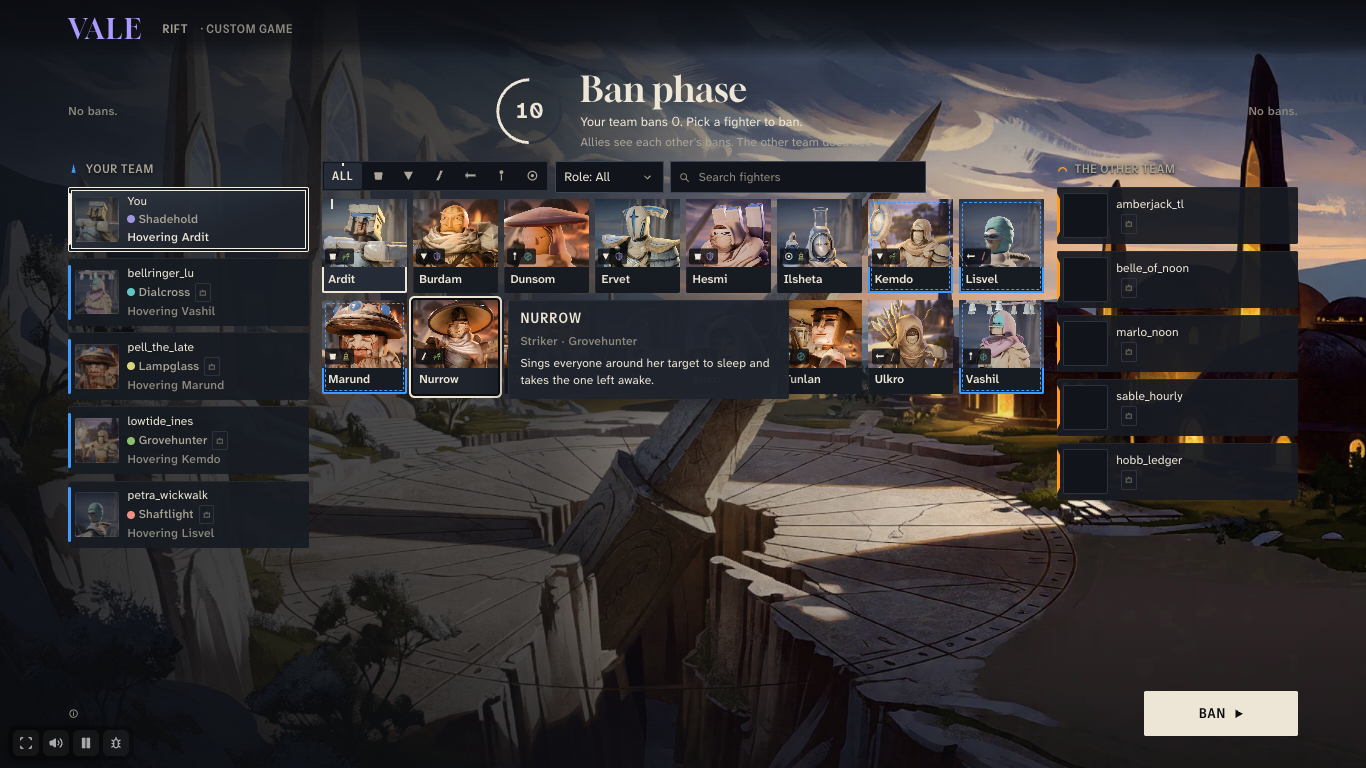 VALE RIFT · CUSTOM GAME
No bans.
10
Ban phase
Your team bans 0. Pick a fighter to ban.
Allies see each other's bans. The other team does
No bans.
YOUR TEAM
You
Shadehold
Hovering Ardit
bellringer_lu
Dialcross
Hovering Vashil
pell_the_late
Lampglass
Hovering Marund
lowtide_ines
Grovehunter
Hovering Kemdo
petra_wickwalk
Shaftlight
Hovering Lisvel
ALL
Role: All
Search fighters
Ardit
Burdam
Dunsom
Ervet
Hesmi
Ilsheta
Kemdo
Lisvel
Marund
Nurrow
NURROW
Striker · Grovehunter
Sings everyone around her target to sleep and
takes the one left awake.
Ulkro
Vashil
THE OTHER TEAM
amberjack_tl
belle_of_noon
marlo_noon
sable_hourly
hobb_ledger
BAN